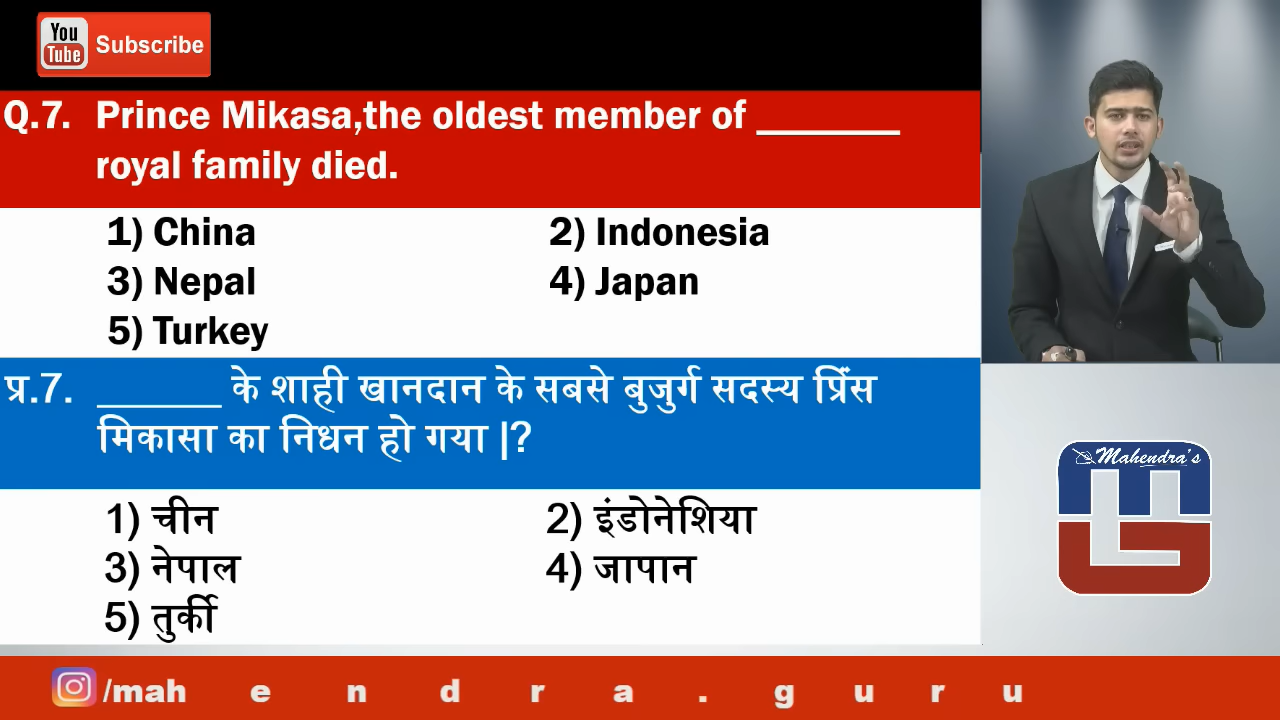 You
Tube
Subscribe
Q.7. Prince Mikasa,the oldest member of ________
royal family died.
1) China
2) Indonesia
3) Nepal
4) Japan
5) Turkey
प्र.7. _______ के शाही खानदान के सबसे बुजुर्ग सदस्य प्रिंस
मिकासा का निधन हो गया |?
1) चीन
2) इंडोनेशिया
3) नेपाल
4) जापान
5) तुर्की
Mahendra's
/mahendra.guru